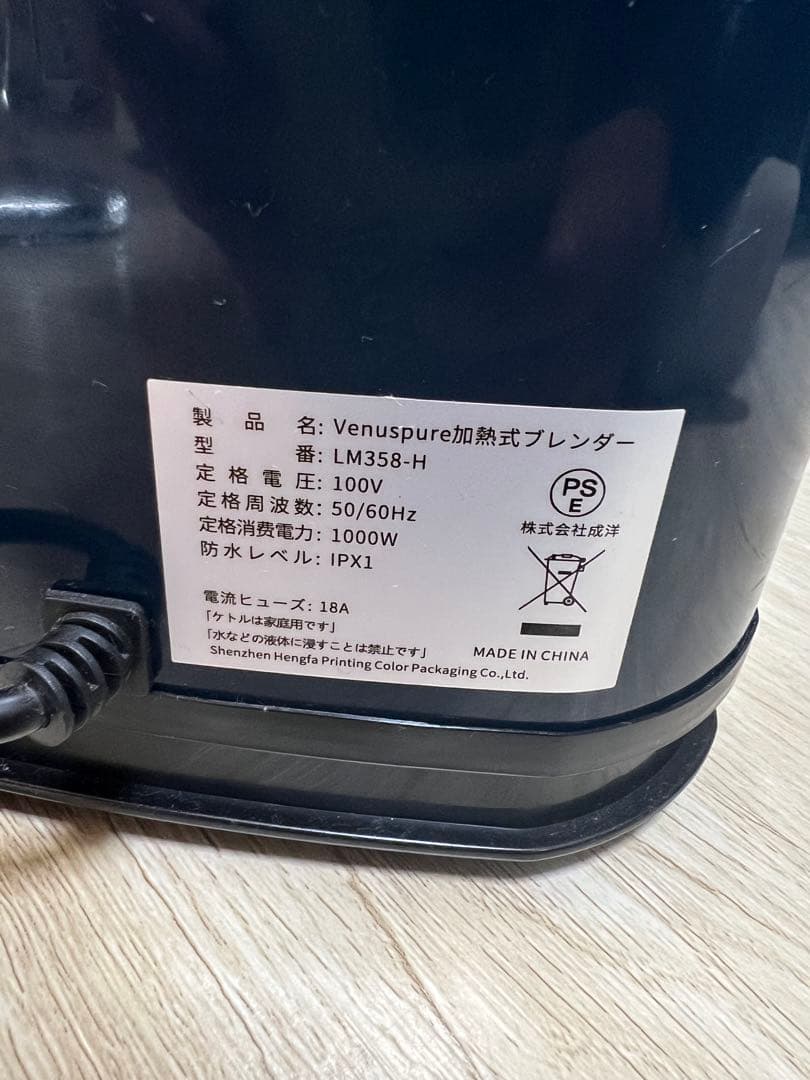 製品名: Venuspure加熱式ブレンダー
型番: LM358-H
定格電圧: 100V
定格周波数: 50/60Hz
定格消费電力: 1000W
防水レベル: IPX1
PS
E
株式会社成洋
電流ヒューズ: 18A
「ケトルは家庭用です」
「水などの液体に浸すことは禁止です」
Shenzhen Hengfa Printing Color Packaging Co.,Ltd.
MADE IN CHINA